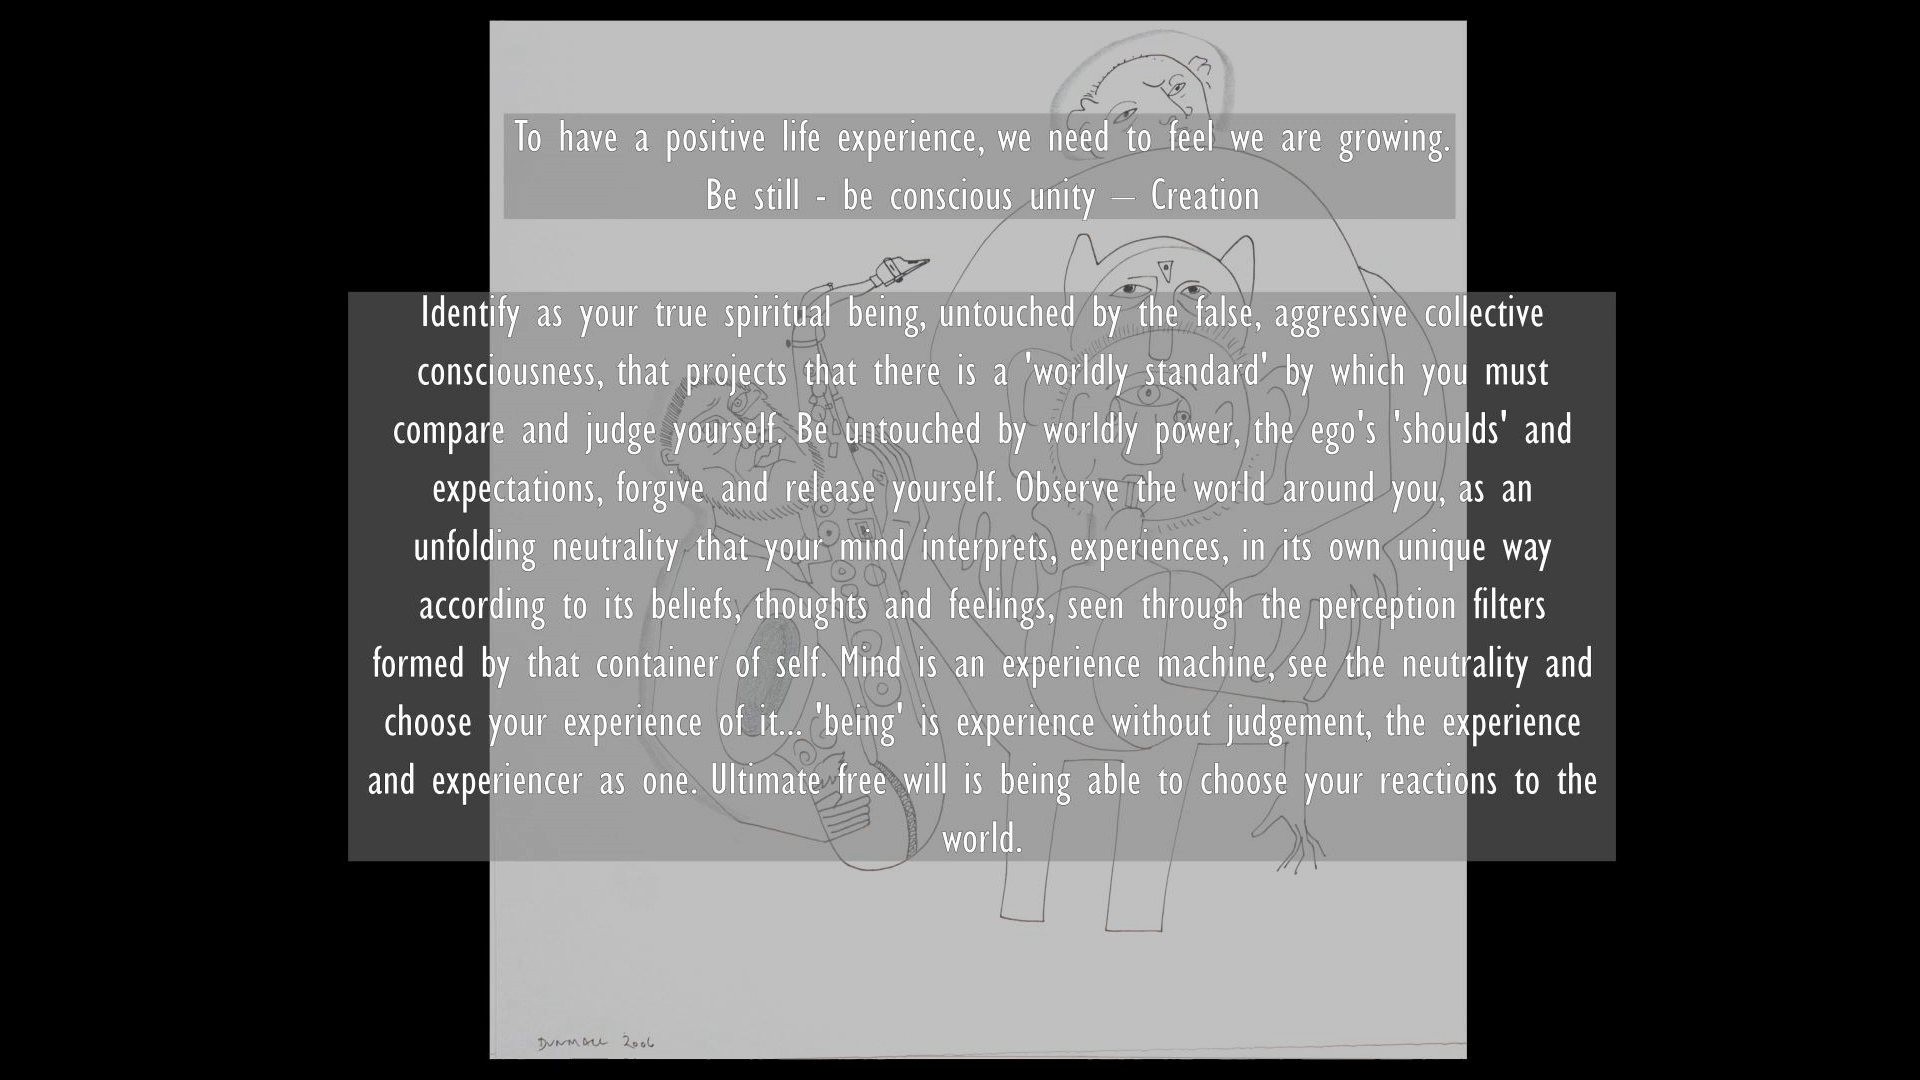 To have a positive life experience, we need to feel we are growing.
Be still - be conscious unity – Creation
Identify as your true spiritual being, untouched by the false, aggressive collective
consciousness, that projects that there is a 'worldly standard' by which you must
compare and judge yourself. Be untouched by worldly power, the ego's 'shoulds' and
expectations, forgive and release yourself. Observe the world around you, as an
unfolding neutrality that your mind interprets, experiences, in its own unique way
according to its beliefs, thoughts and feelings, seen through the perception filters
formed by that container of self. Mind is an experience machine, see the neutrality and
choose your experience of it... 'being' is experience without judgement, the experience
and experiencer as one. Ultimate free will is being able to choose your reactions to the
world.
DUNMALL 2006